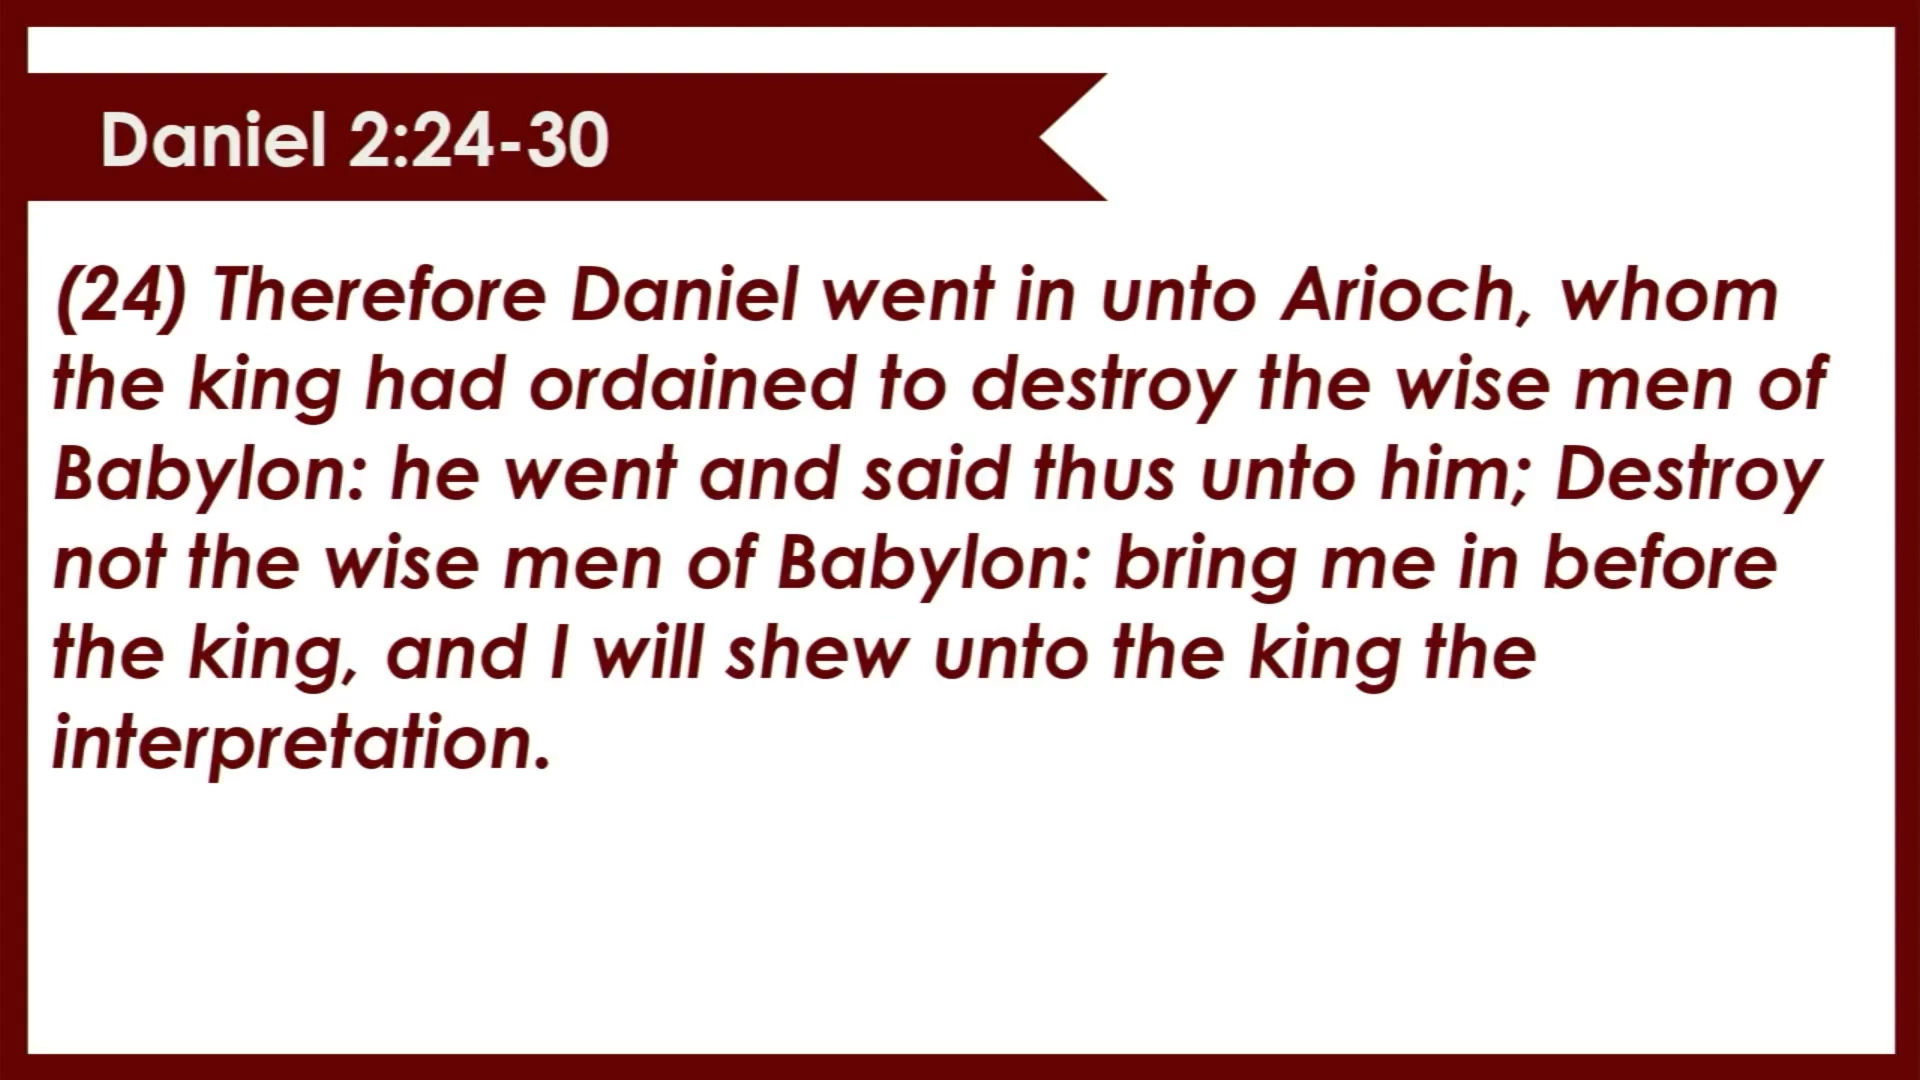 Daniel 2:24-30
(24) Therefore Daniel went in unto Arioch, whom
the king had ordained to destroy the wise men of
Babylon: he went and said thus unto him; Destroy
not the wise men of Babylon: bring me in before
the king, and I will shew unto the king the
interpretation.